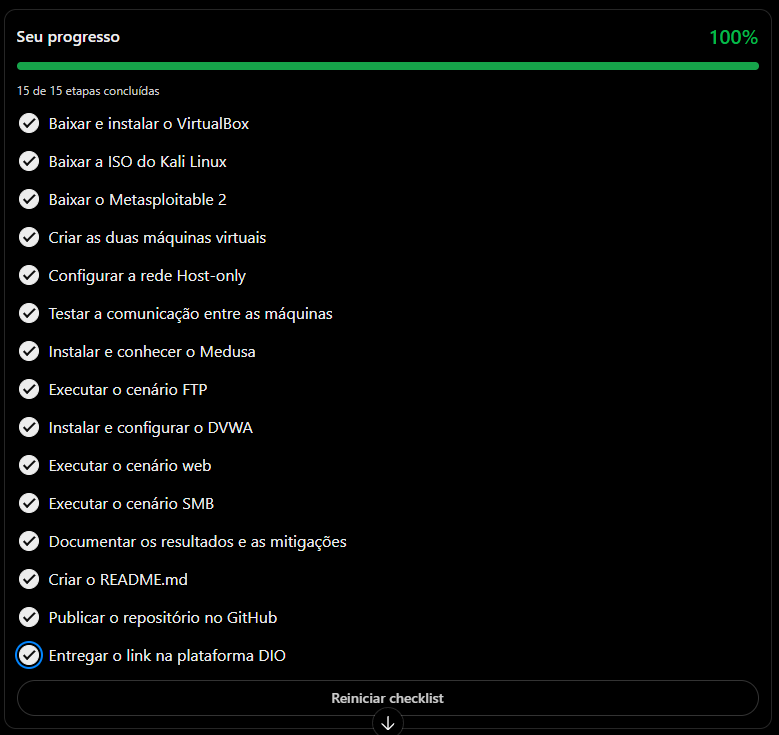 Seu progresso
100%
15 de 15 etapas concluídas
Baixar e instalar o VirtualBox
Baixar a ISO do Kali Linux
Baixar o Metasploitable 2
Criar as duas máquinas virtuais
Configurar a rede Host-only
Testar a comunicação entre as máquinas
Instalar e conhecer o Medusa
Executar o cenário FTP
Instalar e configurar o DVWA
Executar o cenário web
Executar o cenário SMB
Documentar os resultados e as mitigações
Criar o README.md
Publicar o repositório no GitHub
Entregar o link na plataforma DIO
Reiniciar checklist